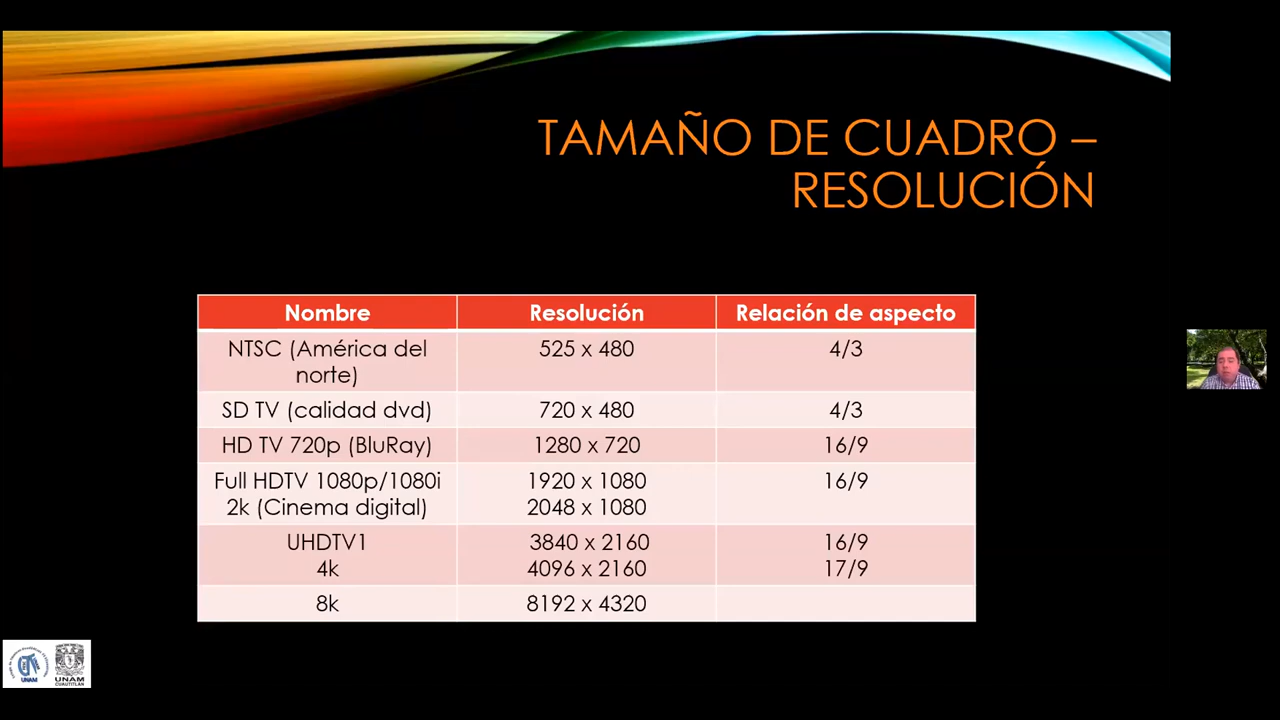 TAMAÑO DE CUADRO –
RESOLUCIÓN
Nombre Resolución Relación de aspecto
NTSC (América del
norte) 525 x 480 4/3
SD TV (calidad dvd) 720 x 480 4/3
HD TV 720p (BluRay) 1280 x 720 16/9
Full HDTV 1080p/1080i 1920 x 1080 16/9
2k (Cinema digital) 2048 x 1080
UHDTV1 3840 x 2160 16/9
4k 4096 x 2160 17/9
8k 8192 x 4320
UNAM
UNAM
CUAUTITLÁN